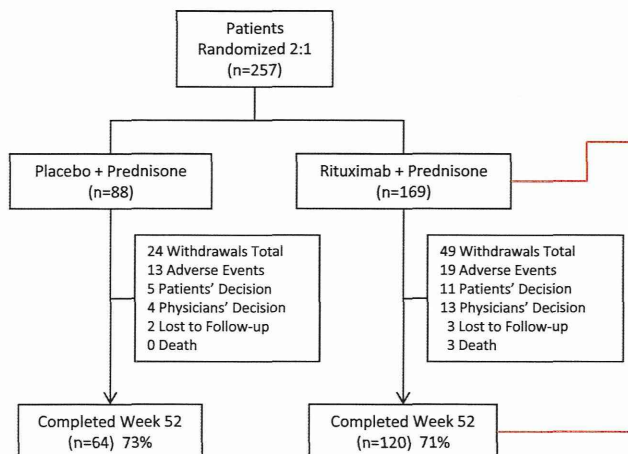 Patients
Randomized 2:1
(n=257)
Placebo + Prednisone
(n=88)
Rituximab + Prednisone
(n=169)
24 Withdrawals Total
13 Adverse Events
5 Patients' Decision
4 Physicians' Decision
2 Lost to Follow-up
0 Death
49 Withdrawals Total
19 Adverse Events
11 Patients' Decision
13 Physicians' Decision
3 Lost to Follow-up
3 Death
Completed Week 52
(n=64) 73%
Completed Week 52
(n=120) 71%